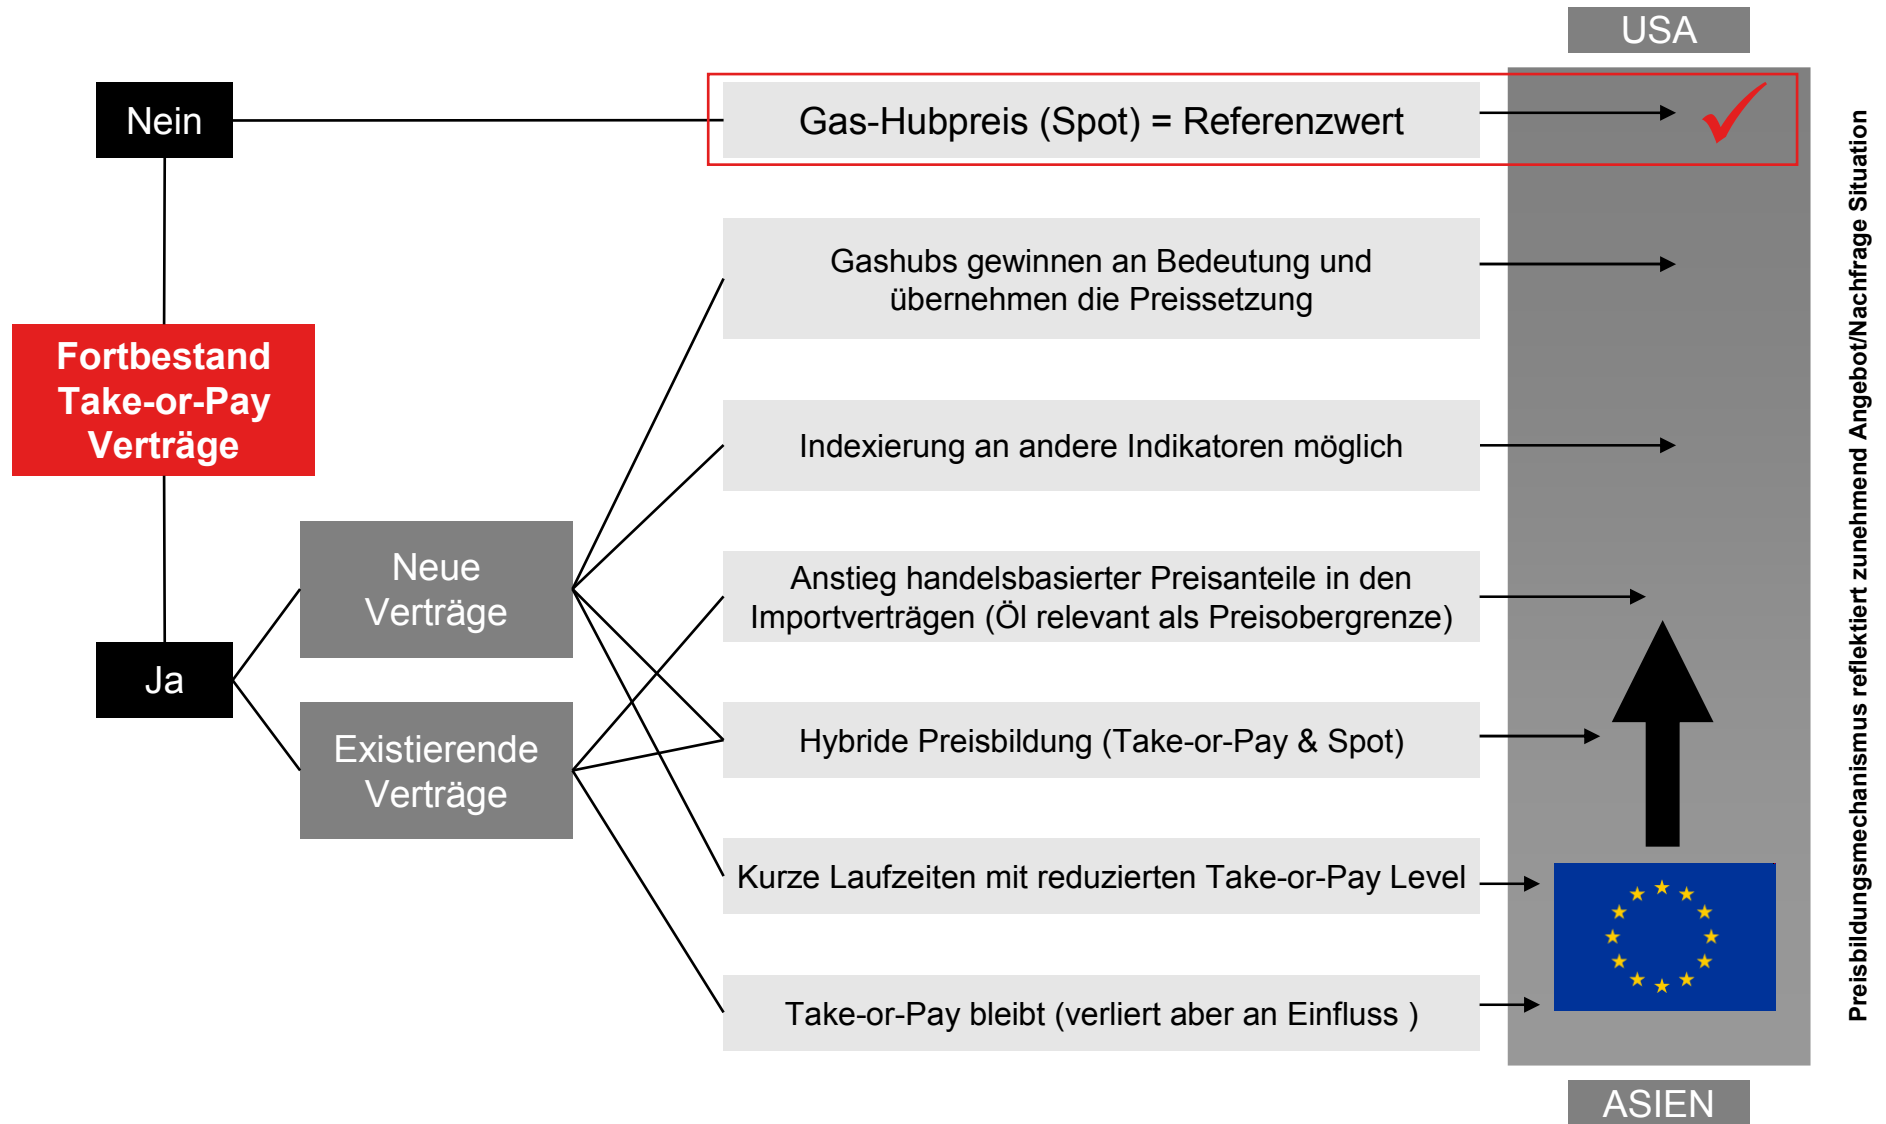 USA
Nein
Gas-Hubpreis (Spot) = Referenzwert
Gashubs gewinnen an Bedeutung und
übernehmen die Preissetzung
Fortbestand
Take-or-Pay
Verträge
Indexierung an andere Indikatoren möglich
Neue
Verträge
Anstieg handelsbasierter Preisanteile in den
Importverträgen (Öl relevant als Preisobergrenze)
Ja
Existierende
Verträge
Hybride Preisbildung (Take-or-Pay & Spot)
Kurze Laufzeiten mit reduzierten Take-or-Pay Level
Take-or-Pay bleibt (verliert aber an Einfluss )
ASIEN
Preisbildungsmechanismus reflektiert zunehmend Angebot/Nachfrage Situation